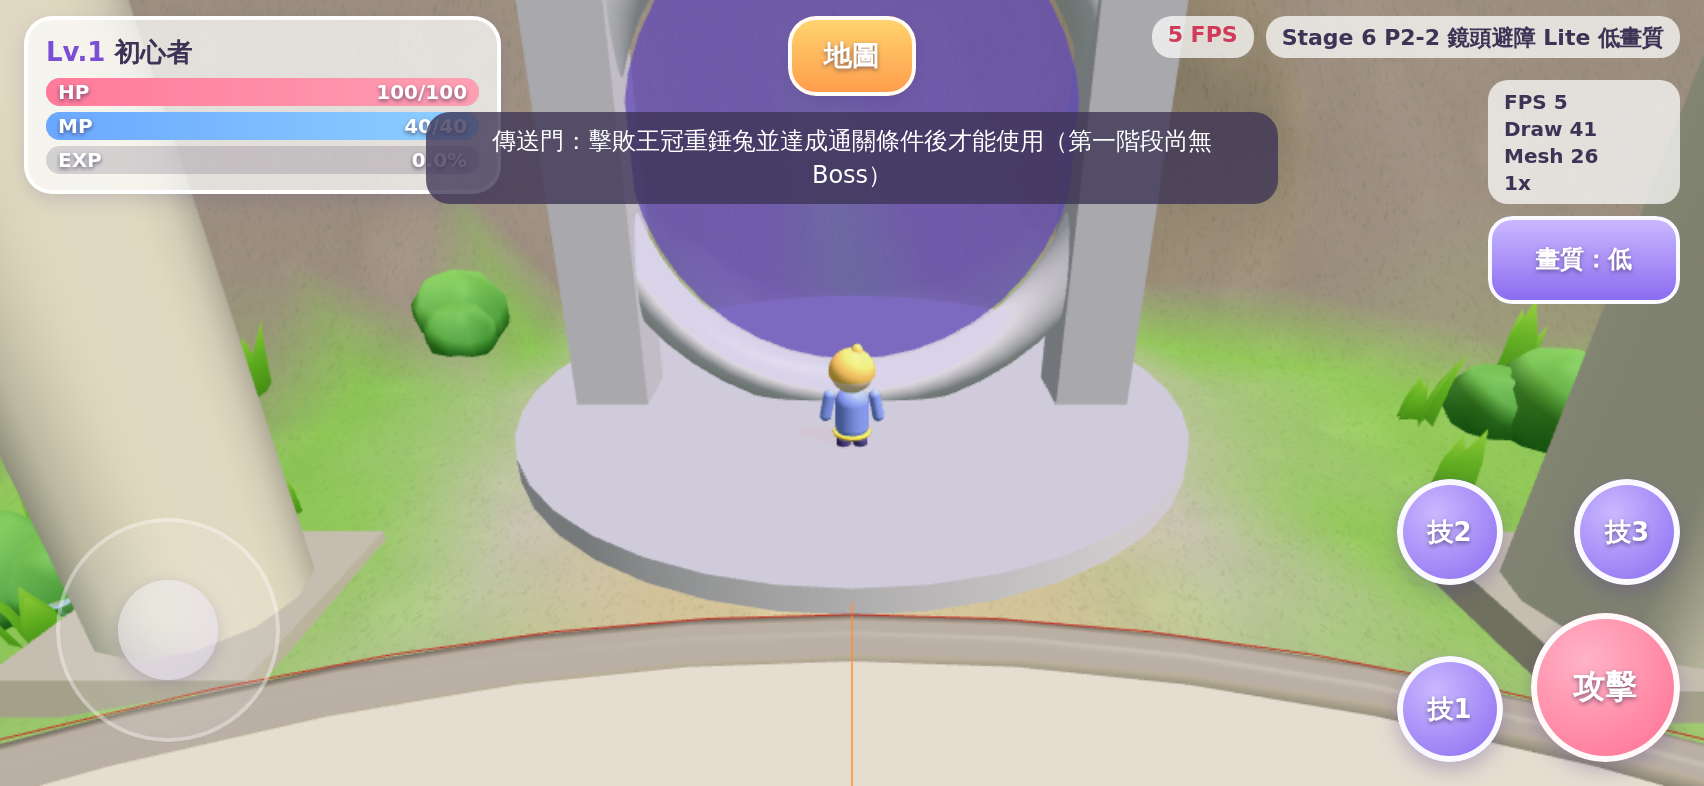 Lv.1 初心者
HP 100/100
MP 40/40
EXP 0.0%
地圖
5 FPS
Stage 6 P2-2 鏡頭避障 Lite 低畫質
FPS 5
Draw 41
Mesh 26
1x
畫質：低
傳送門：擊敗王冠重錘兔並達成通關條件後才能使用（第一階段尚無
Boss）
技2
技3
技1
攻擊